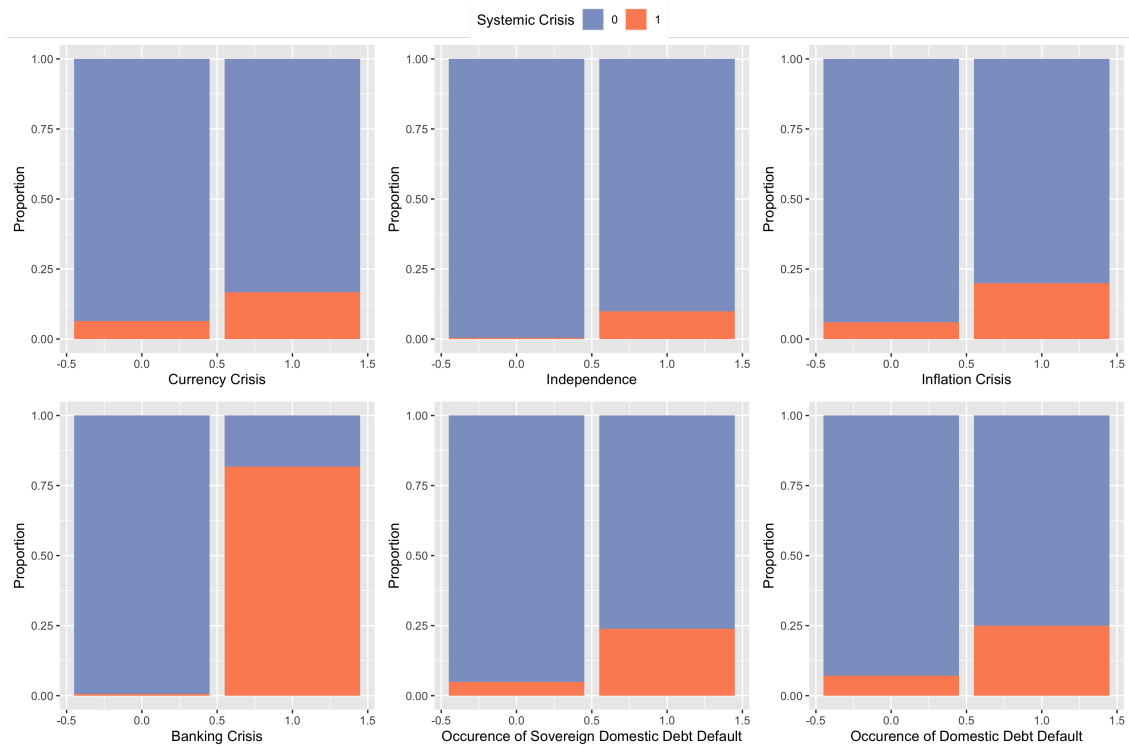 Systemic Crisis 0 1
1.00
0.75
0.50
0.25
0.00
Proportion
-0.5 0.0 0.5 1.0 1.5
Currency Crisis
1.00
0.75
0.50
0.25
0.00
Proportion
-0.5 0.0 0.5 1.0 1.5
Independence
1.00
0.75
0.50
0.25
0.00
Proportion
-0.5 0.0 0.5 1.0 1.5
Inflation Crisis
1.00
0.75
0.50
0.25
0.00
Proportion
-0.5 0.0 0.5 1.0 1.5
Banking Crisis
1.00
0.75
0.50
0.25
0.00
Proportion
-0.5 0.0 0.5 1.0 1.5
Occurence of Sovereign Domestic Debt Default
1.00
0.75
0.50
0.25
0.00
Proportion
-0.5 0.0 0.5 1.0 1.5
Occurence of Domestic Debt Default